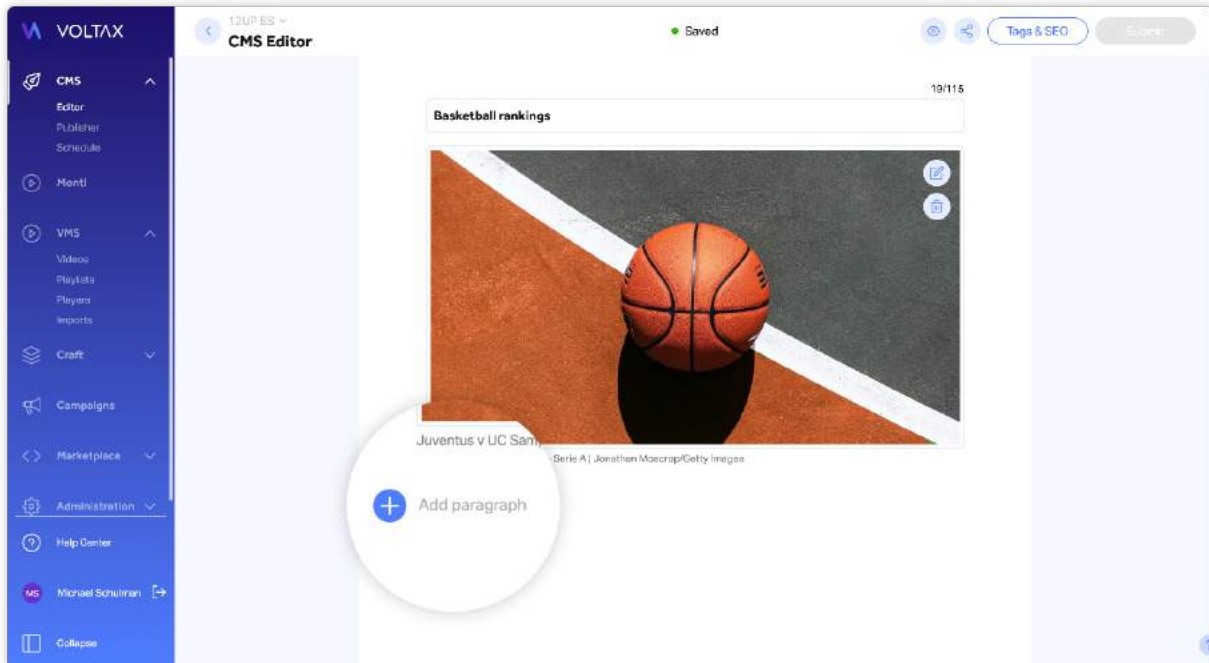 VOLTAX
12UP ES
CMS Editor
Saved
Tags & SEO
Submit
CMS
Editor
Publisher
Schedule
Monti
VMS
Videos
Playlists
Players
Imports
Craft
Campaigns
Marketplace
Administration
Help Center
MS
Michael Schulman
Collapse
19/115
Basketball rankings
Juventus v UC Sam
Serie A | Jonathan Moscrop/Getty Images
Add paragraph